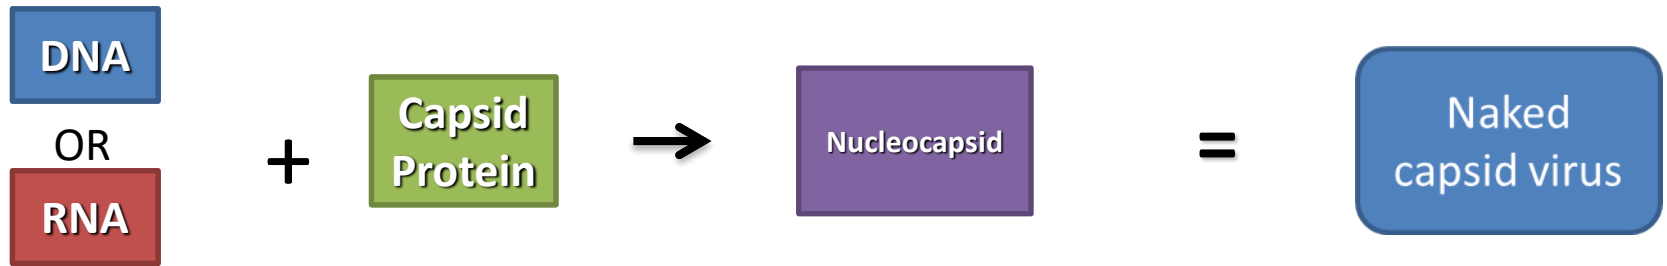 DNA
OR
RNA
+
Capsid
Protein
→
Nucleocapsid
=
Naked
capsid virus